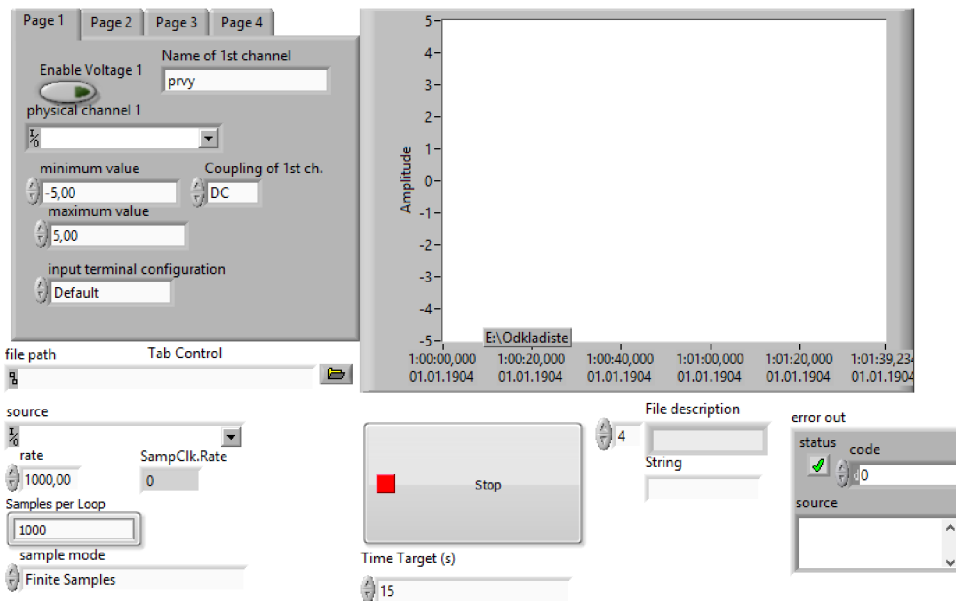 Page 1 Page 2 Page 3 Page 4
Enable Voltage 1
Name of 1st channel
prvy
physical channel 1
minimum value
-5,00
Coupling of 1st ch.
DC
maximum value
5,00
input terminal configuration
Default
Amplitude
5
4
3
2
1
0
-1
-2
-3
-4
-5
E:\Odkladiste
1:00:00,000 1:00:20,000 1:00:40,000 1:01:00,000 1:01:20,000 1:01:39,234
01.01.1904 01.01.1904 01.01.1904 01.01.1904 01.01.1904 01.01.1904
file path
Tab Control
source
rate
1000,00
SampClk.Rate
0
Samples per Loop
1000
sample mode
Finite Samples
Stop
Time Target (s)
15
4
File description
String
error out
status
code
d0
source